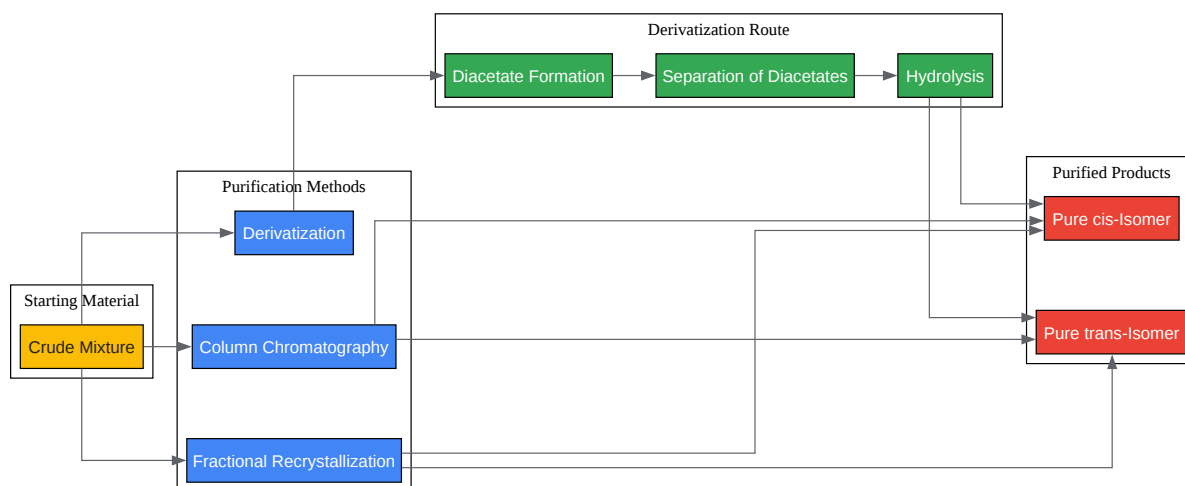 Derivatization Route
Diacetate Formation
Separation of Diacetates
Hydrolysis
Purification Methods
Derivatization
Column Chromatography
Fractional Recrystallization
Starting Material
Crude Mixture
Purified Products
Pure cis-Isomer
Pure trans-Isomer